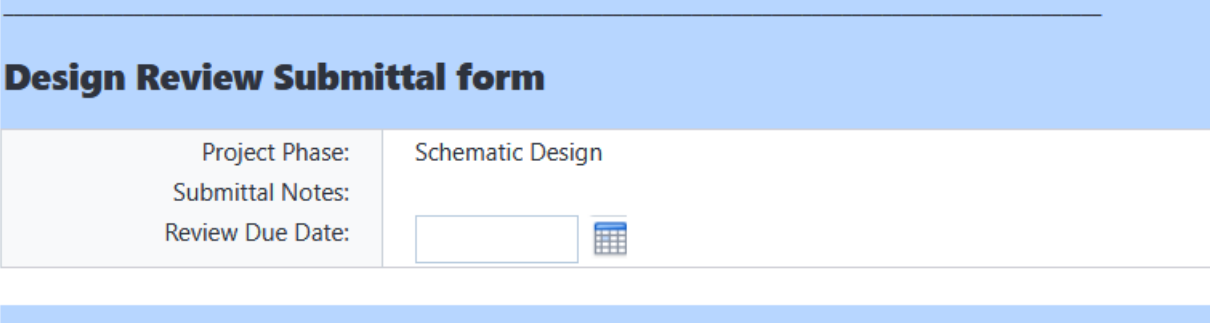 Design Review Submittal form
Project Phase: Schematic Design
Submittal Notes:
Review Due Date: